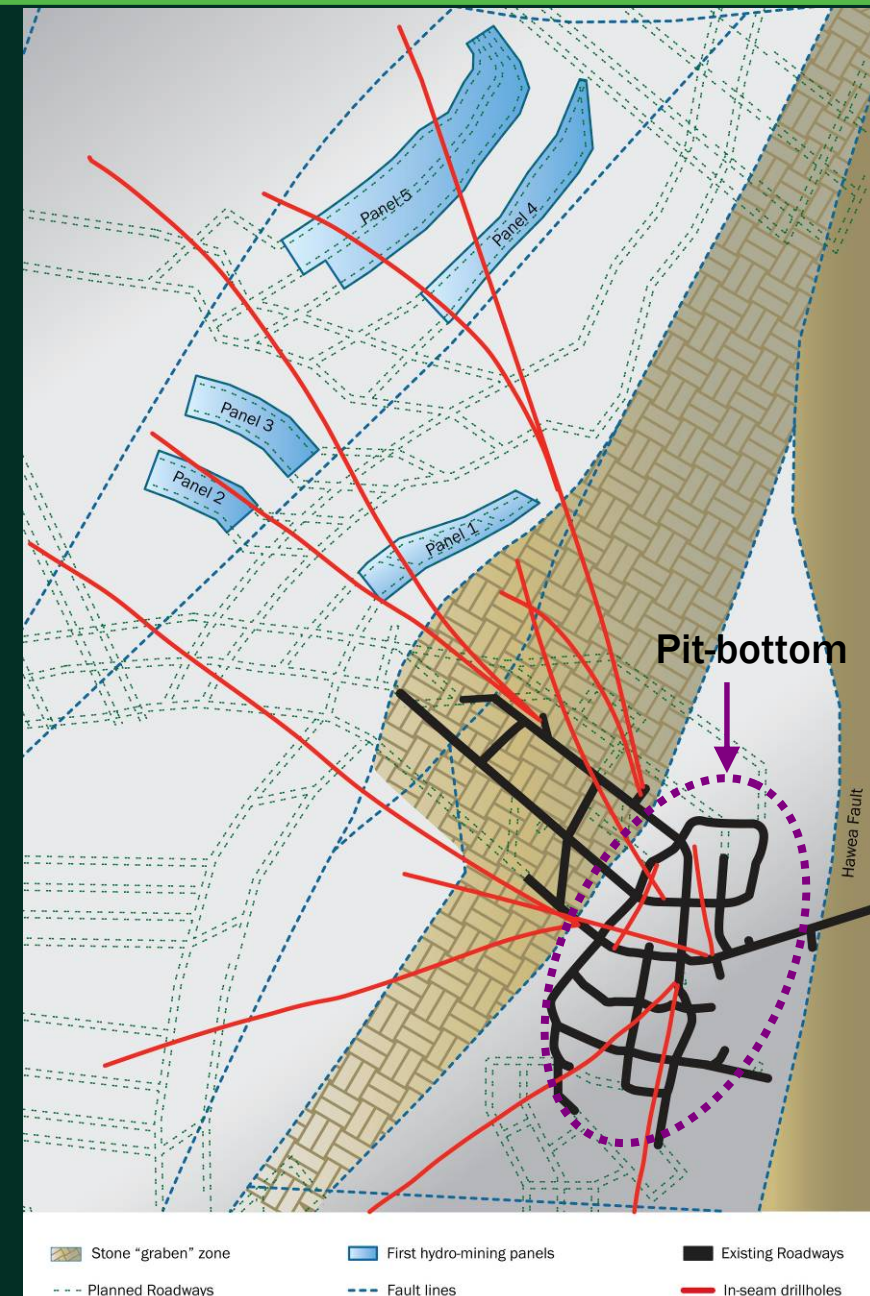 Panel 5
Panel 4
Panel 3
Panel 2
Panel 1
Pit-bottom
Hawea Fault
Stone “graben” zone
First hydro-mining panels
Existing Roadways
Planned Roadways
Fault lines
In-seam drillholes